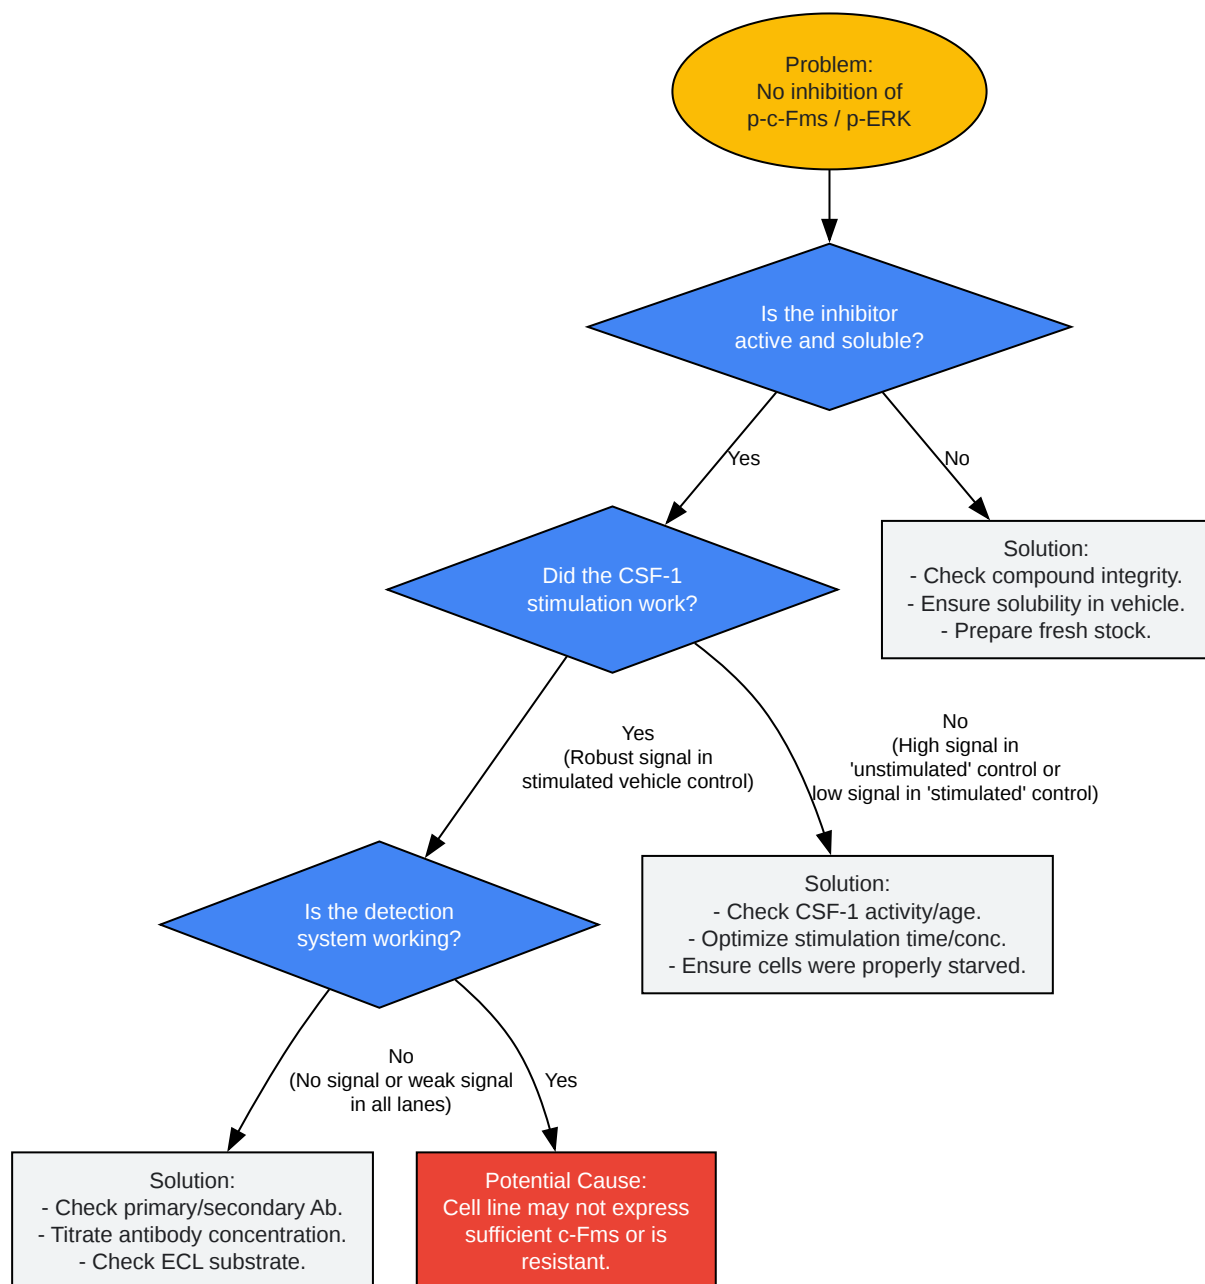 Problem:
No inhibition of
p-c-Fms / p-ERK
Is the inhibitor
active and soluble?
Yes
No
Did the CSF-1
stimulation work?
Solution:
- Check compound integrity.
- Ensure solubility in vehicle.
- Prepare fresh stock.
Yes
(Robust signal in
stimulated vehicle control)
No
(High signal in
'unstimulated' control or
low signal in 'stimulated' control)
Is the detection
system working?
Solution:
- Check CSF-1 activity/age.
- Optimize stimulation time/conc.
- Ensure cells were properly starved.
No
(No signal or weak signal
in all lanes)
Yes
Solution:
- Check primary/secondary Ab.
- Titrate antibody concentration.
- Check ECL substrate.
Potential Cause:
Cell line may not express
sufficient c-Fms or is
resistant.